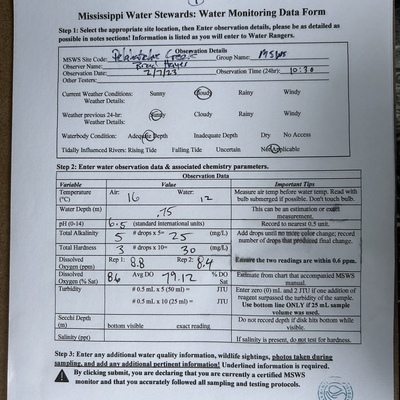 1
Mississippi Water Stewards: Water Monitoring Data Form
Step 1: Select the appropriate site location, then Enter observation details, please be as detailed as
possible in notes sections! Information is listed as you will enter to Water Rangers.
Observation Details
MSWS Site Code: Pelahatchie Creek Group Name: MSWS
Observer Name:
Observation Date: 2/7/23 Observation Time (24hr): 10:30
Other Testers:
Current Weather Conditions: Sunny Cloudy Rainy Windy
Weather Details:
Weather previous 24-hr: Sunny Cloudy Rainy Windy
Weather Details:
Waterbody Condition: Adequate Depth Inadequate Depth Dry No Access
Tidally Influenced Rivers: Rising Tide Falling Tide Uncertain Not Applicable
Step 2: Enter water observation data & associated chemistry parameters.
Observation Data
Variable Value Important Tips
Temperature (°C) Air: 16 Water: 12 Measure air temp before water temp. Read with bulb submerged if possible. Don't touch bulb.
Water Depth (m) .75 This can be an estimation or exact measurement.
pH (0-14) 6.5 (standard international units) Record to nearest 0.5 unit.
Total Alkalinity 5 # drops x 5= 25 (mg/L) Add drops until no more color change; record number of drops that produced final change.
Total Hardness 3 # drops x 10= 30 (mg/L)
Dissolved Oxygen (ppm) Rep 1: 8.8 Rep 2: 8.4 Ensure the two readings are within 0.6 ppm.
Dissolved Oxygen (% Sat) 8.6 Avg DO 79.12 % DO Sat Estimate from chart that accompanied MSWS manual.
Turbidity # 0.5 mL x 5 (50 ml) = JTU Enter zero (0) mL and 2 JTU if one addition of reagent surpassed the turbidity of the sample.
# 0.5 mL x 10 (25 ml) = JTU Use bottom line ONLY if 25 mL sample volume was used.
Secchi Depth (m) bottom visible exact reading Do not record depth if disk hits bottom while visible.
Salinity (ppt) If salinity is present, do not test for hardness.
Step 3: Enter any additional water quality information, wildlife sightings, photos taken during
sampling, and add any additional pertinent information! Underlined information is required.
By clicking submit, you are declaring that you are currently a certified MSWS
monitor and that you accurately followed all sampling and testing protocols.